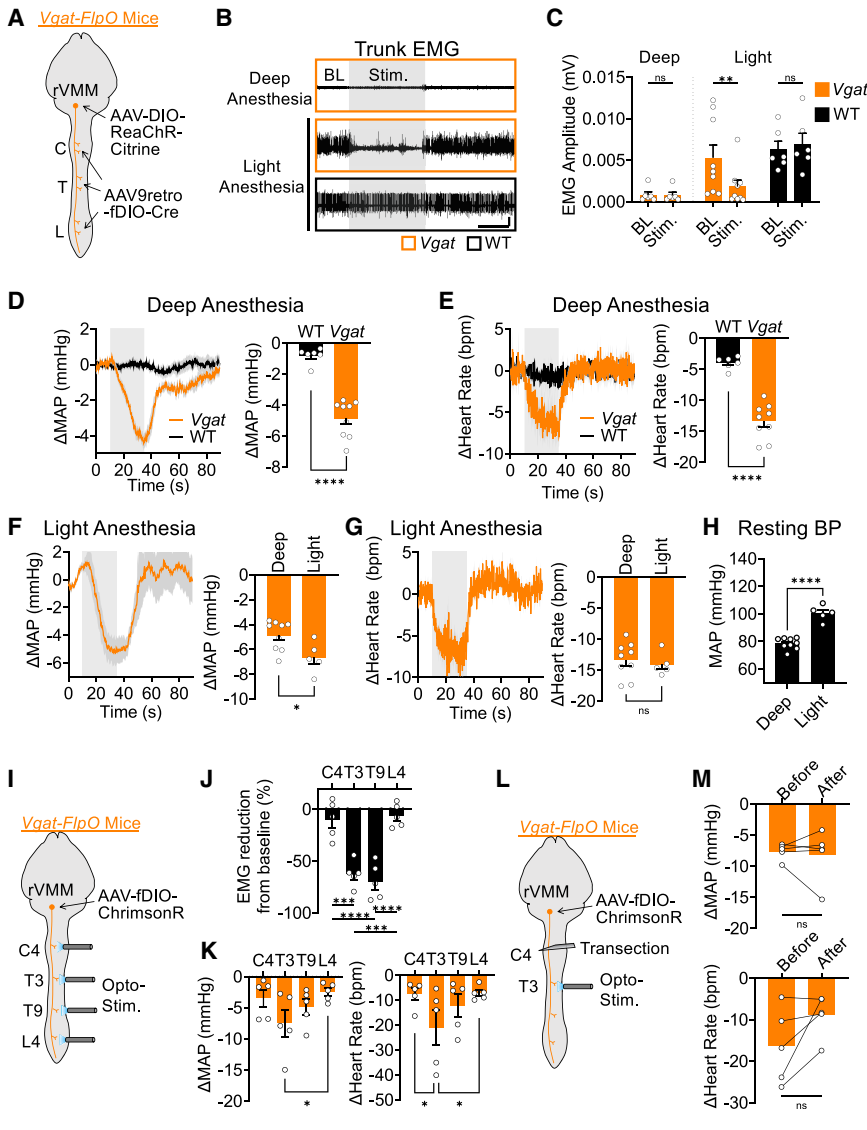 A
Vgat-FlpO Mice
rVMM
AAV-DIO-
ReaChR-
Citrine
C
T
AAV9retro
-fDIO-Cre
L
B
Trunk EMG
Deep
Anesthesia
BL
Stim.
Light
Anesthesia
Vgat
WT
C
Deep
Light
ns
**
ns
Vgat
WT
EMG Amplitude (mV)
0.015
0.010
0.005
0.000
BL
Stim.
BL
Stim.
BL
Stim.
D
Deep Anesthesia
ΔMAP (mmHg)
2
0
-2
-4
Vgat
WT
0 20 40 60 80
Time (s)
WT Vgat
ΔMAP (mmHg)
0
-2
-4
-6
-8
****
E
Deep Anesthesia
ΔHeart Rate (bpm)
5
0
-5
-10
Vgat
WT
0 20 40 60 80
Time (s)
WT Vgat
ΔHeart Rate (bpm)
0
-5
-10
-15
-20
****
F
Light Anesthesia
ΔMAP (mmHg)
2
0
-2
-4
-6
0 20 40 60 80
Time (s)
Deep
Light
ΔMAP (mmHg)
0
-2
-4
-6
-8
*
G
Light Anesthesia
ΔHeart Rate (bpm)
5
0
-5
-10
0 20 40 60 80
Time (s)
Deep
Light
ΔHeart Rate (bpm)
0
-5
-10
-15
-20
ns
H
Resting BP
MAP (mmHg)
140
120
100
80
60
****
Deep
Light
I
Vgat-FlpO Mice
rVMM
AAV-fDIO-
ChrimsonR
C4
T3
T9
L4
Opto-
Stim.
J
C4 T3 T9 L4
EMG reduction
from baseline (%)
0
-50
-100
***
****
****
***
K
C4 T3 T9 L4
ΔMAP (mmHg)
0
-5
-10
-15
-20
*
C4 T3 T9 L4
ΔHeart Rate (bpm)
0
-10
-20
-30
-40
-50
*
*
L
Vgat-FlpO Mice
rVMM
AAV-fDIO-
ChrimsonR
C4
Transection
T3
Opto-
Stim.
M
Before
After
ΔMAP (mmHg)
0
-5
-10
-15
-20
ns
Before
After
ΔHeart Rate (bpm)
0
-10
-20
-30
ns